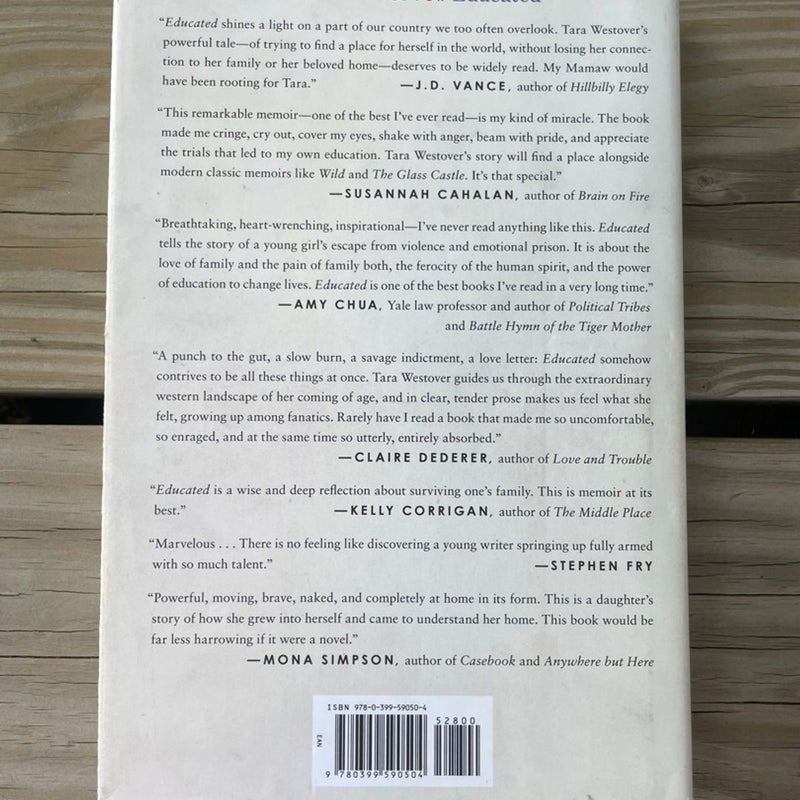 Educated
“Educated shines a light on a part of our country we too often overlook. Tara Westover’s
powerful tale—of trying to find a place for herself in the world, without losing her connec-
tion to her family or her beloved home—deserves to be widely read. My Mamaw would
have been rooting for Tara.” —J.D. VANCE, author of Hillbilly Elegy
“This remarkable memoir—one of the best I’ve ever read—is my kind of miracle. The book
made me cringe, cry out, cover my eyes, shake with anger, beam with pride, and appreciate
the trials that led to my own education. Tara Westover’s story will find a place alongside
modern classic memoirs like Wild and The Glass Castle. It’s that special.”
—SUSANNAH CAHALAN, author of Brain on Fire
“Breathtaking, heart-wrenching, inspirational—I’ve never read anything like this. Educated
tells the story of a young girl’s escape from violence and emotional prison. It is about the
love of family and the pain of family both, the ferocity of the human spirit, and the power
of education to change lives. Educated is one of the best books I’ve read in a very long time.”
—AMY CHUA, Yale law professor and author of Political Tribes
and Battle Hymn of the Tiger Mother
“A punch to the gut, a slow burn, a savage indictment, a love letter: Educated somehow
contrives to be all these things at once. Tara Westover guides us through the extraordinary
western landscape of her coming of age, and in clear, tender prose makes us feel what she
felt, growing up among fanatics. Rarely have I read a book that made me so uncomfortable,
so enraged, and at the same time so utterly, entirely absorbed.”
—CLAIRE DEDERER, author of Love and Trouble
“Educated is a wise and deep reflection about surviving one’s family. This is memoir at its
best.” —KELLY CORRIGAN, author of The Middle Place
“Marvelous . . . There is no feeling like discovering a young writer springing up fully armed
with so much talent.” —STEPHEN FRY
“Powerful, moving, brave, naked, and completely at home in its form. This is a daughter’s
story of how she grew into herself and came to understand her home. This book would be
far less harrowing if it were a novel.”
—MONA SIMPSON, author of Casebook and Anywhere but Here
ISBN 978-0-399-59050-4
52800
EAN
9 780399 590504